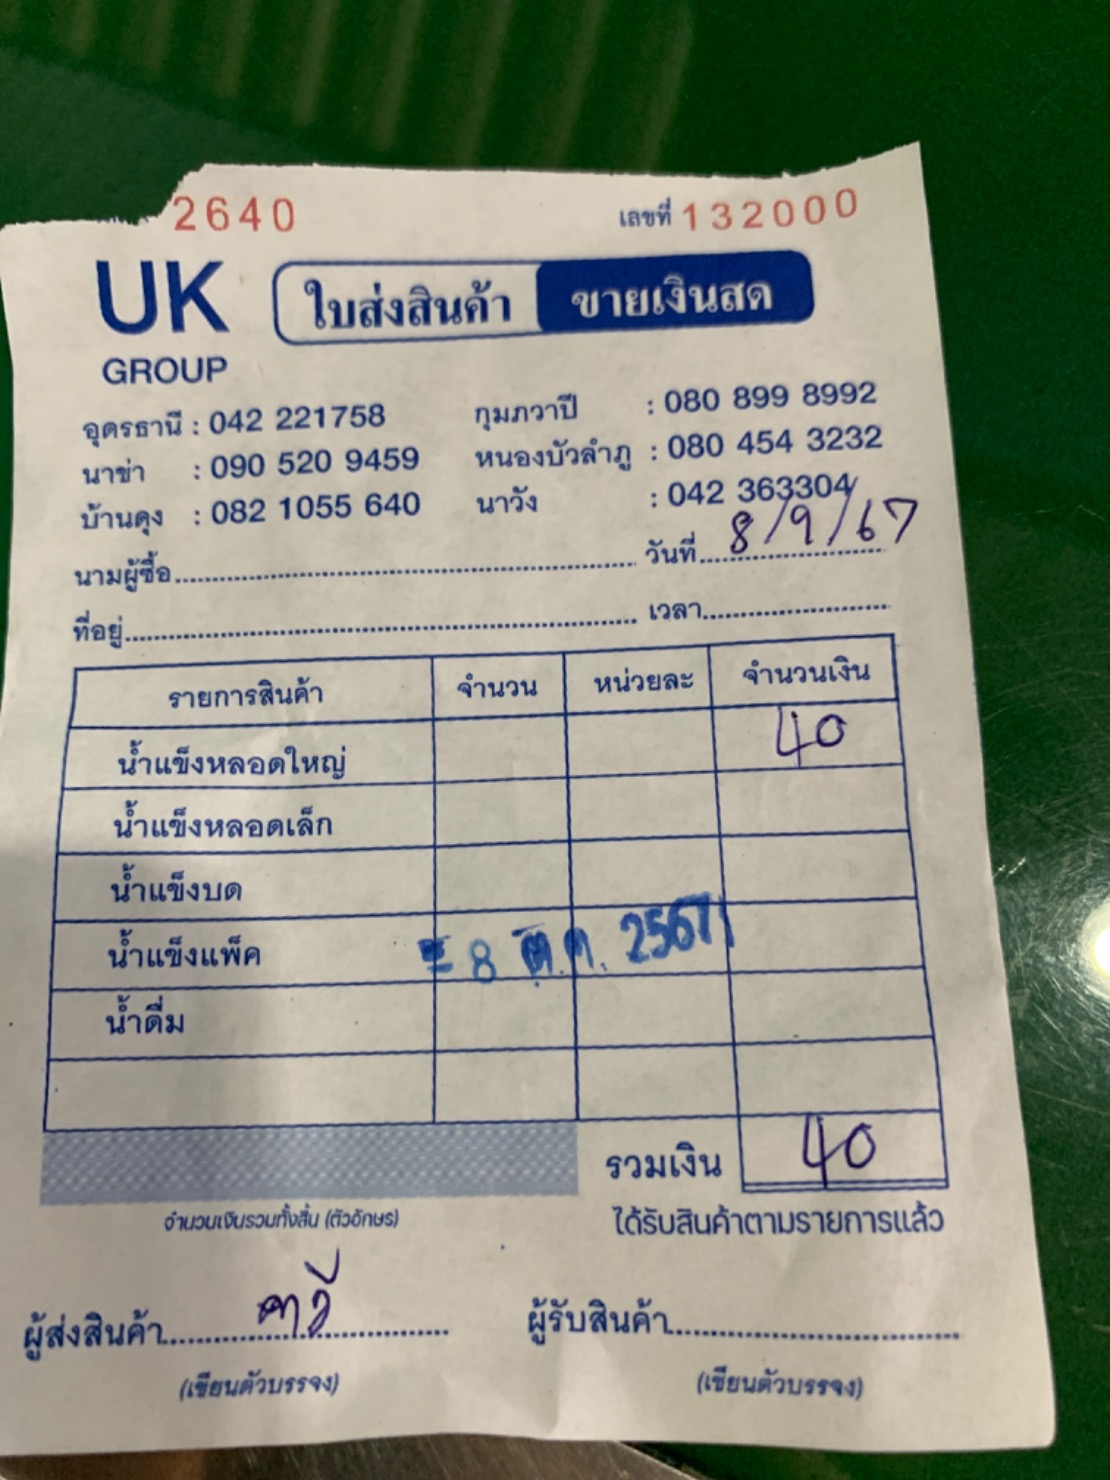 2640 เลขที่ 132000
UK GROUP ใบส่งสินค้า ขายเงินสด
อุดรธานี : 042 221758 กุมภวาปี : 080 899 8992
นาข่า : 090 520 9459 หนองบัวลำภู : 080 454 3232
บ้านดุง : 082 1055 640 นาวัง : 042 363304
นามผู้ซื้อ วันที่ 8/9/67
ที่อยู่ เวลา
รายการสินค้า จำนวน หน่วยละ จำนวนเงิน
น้ำแข็งหลอดใหญ่ 40
น้ำแข็งหลอดเล็ก
น้ำแข็งบด
น้ำแข็งแพ็ค
- 8 ต.ค. 2567
น้ำดื่ม
รวมเงิน 40
จำนวนเงินรวมทั้งสิ้น (ตัวอักษร) ได้รับสินค้าตามรายการแล้ว
ผู้ส่งสินค้า ผู้รับสินค้า
(เขียนตัวบรรจง) (เขียนตัวบรรจง)